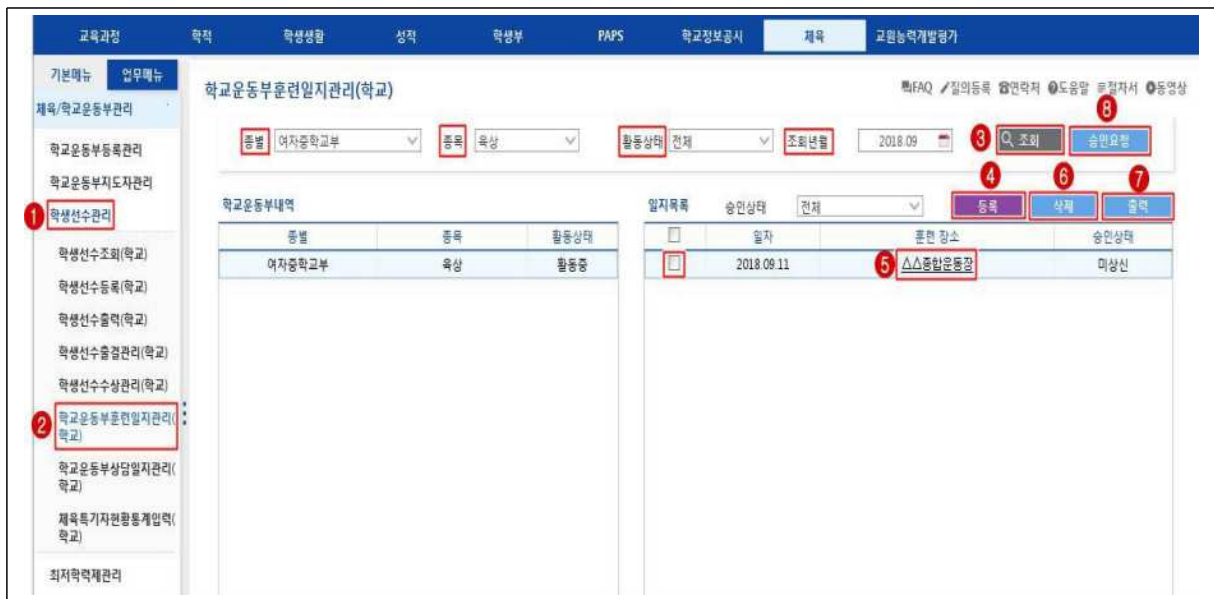 교육과정 학적 학생생활 성적 학생부 PAPS 학교정보공시 체육 교원능력개발평가
기본메뉴 업무메뉴
체육/학교운동부관리
학교운동부등록관리
학교운동부지도자관리
1 학생선수관리
학생선수조회(학교)
학생선수등록(학교)
학생선수출력(학교)
학생선수출결관리(학교)
학생선수수상관리(학교)
2 학교운동부훈련일지관리(
학교)
학교운동부상담일지관리(
학교)
체육특기자현황통계입력(
학교)
최저학력제관리
학교운동부훈련일지관리(학교)
FAQ 질의등록 연락처 도움말 절차서 동영상
8
종별 여자중학교부 종목 육상 활동상태 전체 조회년월 2018.09 3 조회 승인요청
4 6 7
학교운동부내역
종별 종목 활동상태
여자중학교부 육상 활동중
일지목록 승인상태 전체 등록 삭제 출력
일자 훈련 장소 승인상태
2018.09.11 5 △△종합운동장 미상신